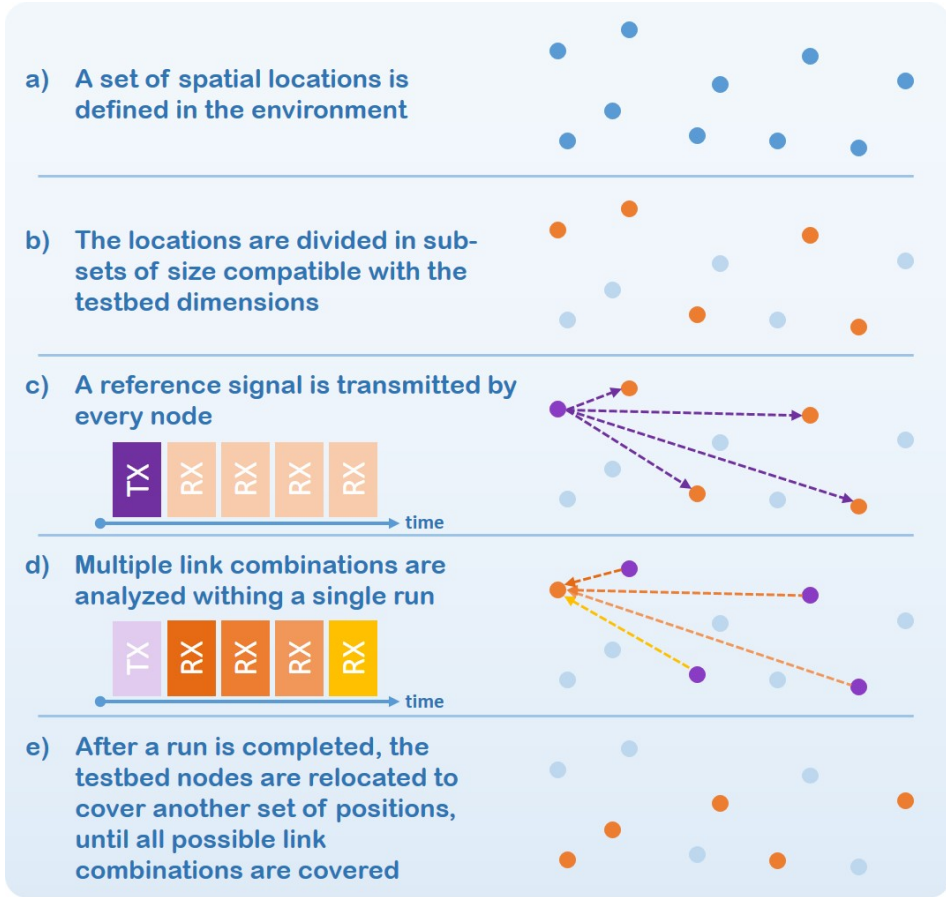 a) A set of spatial locations is
defined in the environment
b) The locations are divided in sub-
sets of size compatible with the
testbed dimensions
c) A reference signal is transmitted by
every node
TX RX RX RX RX
time
d) Multiple link combinations are
analyzed withing a single run
TX RX RX RX RX
time
e) After a run is completed, the
testbed nodes are relocated to
cover another set of positions,
until all possible link
combinations are covered